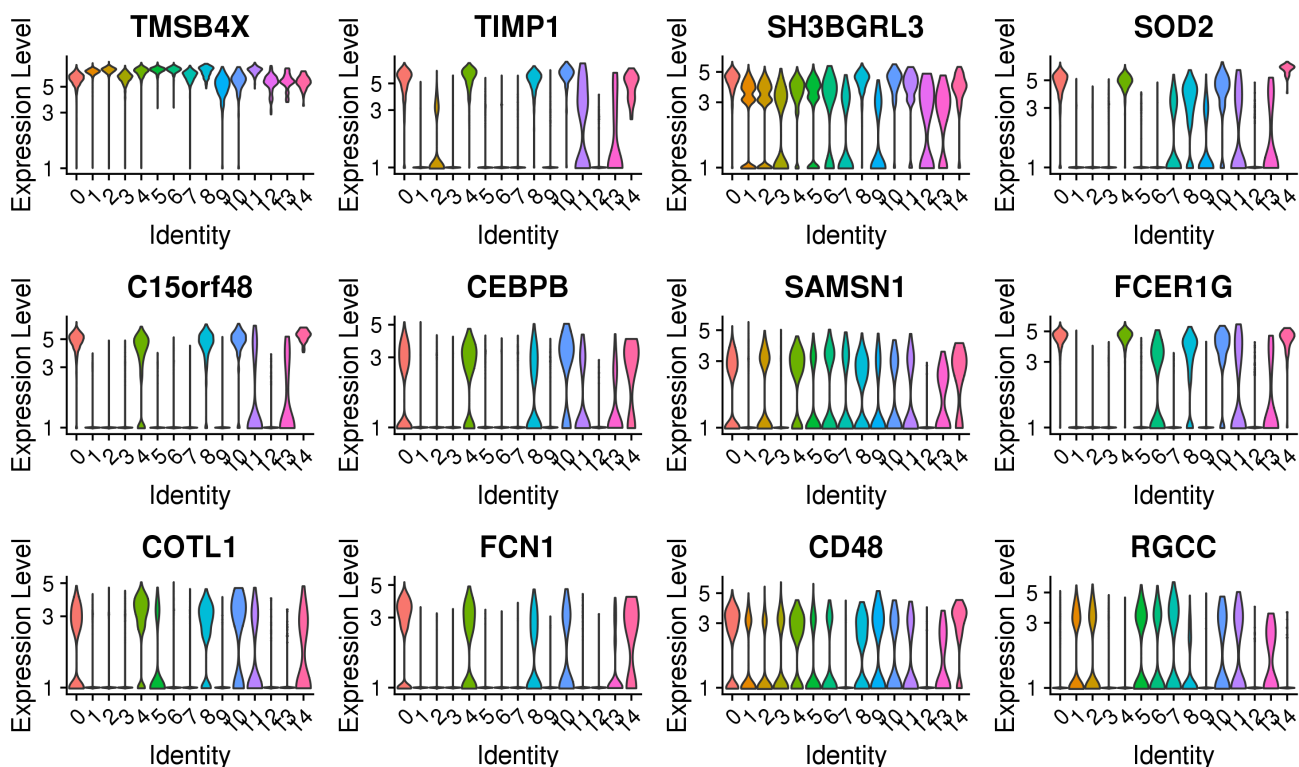 TMSB4X
TIMP1
SH3BGRL3
SOD2
Expression Level
5
3
1
0 1 2 3 4 5 6 7 8 9 10 11 12 13 14
Identity
Expression Level
5
3
1
0 1 2 3 4 5 6 7 8 9 10 11 12 13 14
Identity
Expression Level
5
3
1
0 1 2 3 4 5 6 7 8 9 10 11 12 13 14
Identity
Expression Level
5
3
1
0 1 2 3 4 5 6 7 8 9 10 11 12 13 14
Identity
C15orf48
CEBPB
SAMSN1
FCER1G
Expression Level
5
3
1
0 1 2 3 4 5 6 7 8 9 10 11 12 13 14
Identity
Expression Level
5
3
1
0 1 2 3 4 5 6 7 8 9 10 11 12 13 14
Identity
Expression Level
5
3
1
0 1 2 3 4 5 6 7 8 9 10 11 12 13 14
Identity
Expression Level
5
3
1
0 1 2 3 4 5 6 7 8 9 10 11 12 13 14
Identity
COTL1
FCN1
CD48
RGCC
Expression Level
5
3
1
0 1 2 3 4 5 6 7 8 9 10 11 12 13 14
Identity
Expression Level
5
3
1
0 1 2 3 4 5 6 7 8 9 10 11 12 13 14
Identity
Expression Level
5
3
1
0 1 2 3 4 5 6 7 8 9 10 11 12 13 14
Identity
Expression Level
5
3
1
0 1 2 3 4 5 6 7 8 9 10 11 12 13 14
Identity